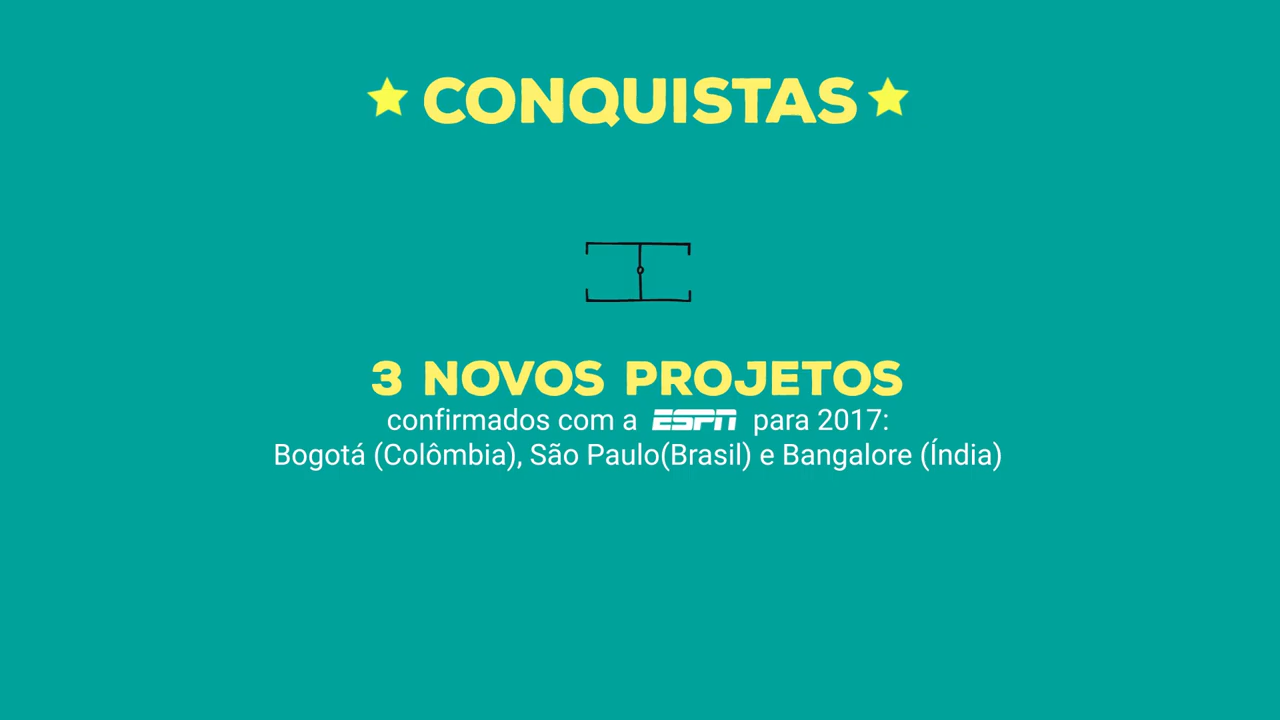 CONQUISTAS
3 NOVOS PROJETOS
confirmados com a ESPN para 2017:
Bogotá (Colômbia), São Paulo(Brasil) e Bangalore (Índia)